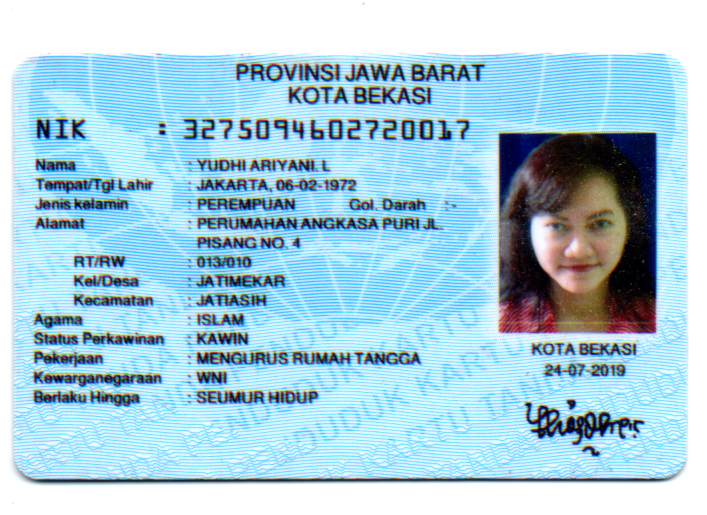 PROVINSI JAWA BARAT
KOTA BEKASI
NIK : 3275094602720017
Nama : YUDHI ARIYANI. L
Tempat/Tgl Lahir : JAKARTA, 06-02-1972
Jenis kelamin : PEREMPUAN Gol. Darah :-
Alamat : PERUMAHAN ANGKASA PURI JL.
PISANG NO. 4
RT/RW : 013/010
Kel/Desa : JATIMEKAR
Kecamatan : JATIASIH
Agama : ISLAM
Status Perkawinan : KAWIN
Pekerjaan : MENGURUS RUMAH TANGGA
Kewarganegaraan : WNI
Berlaku Hingga : SEUMUR HIDUP
KOTA BEKASI
24-07-2019